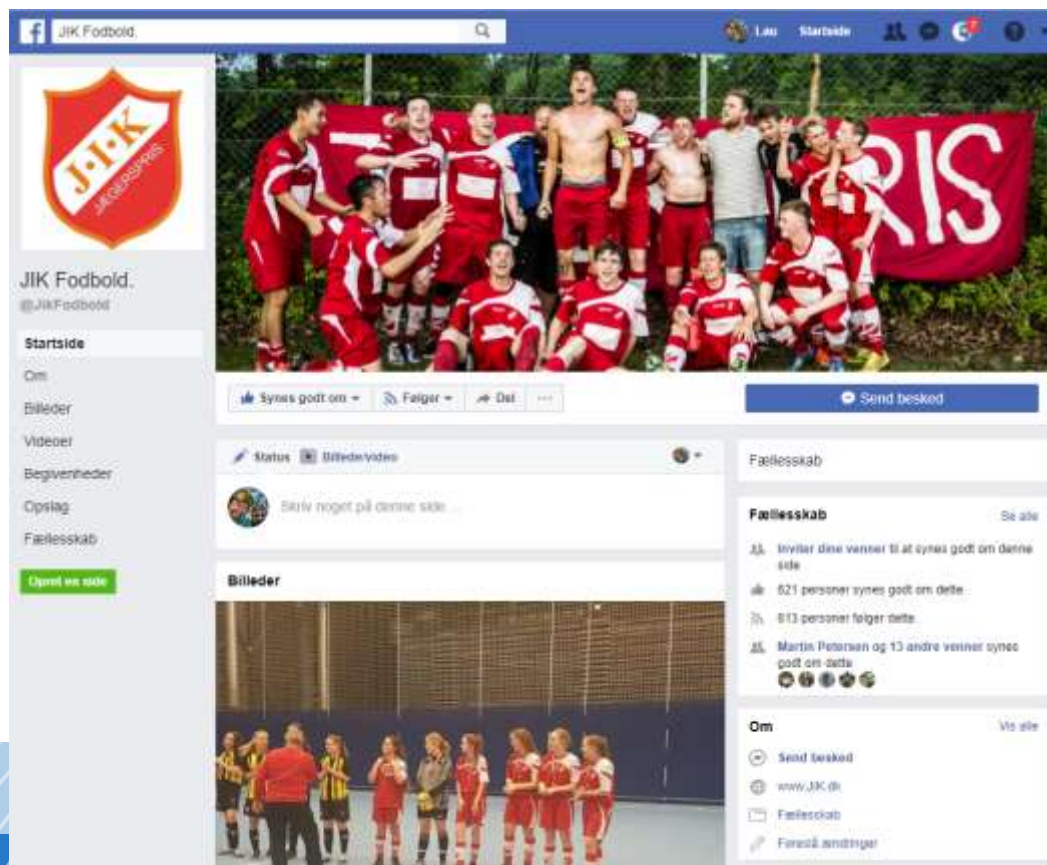 JIK Fodbold.
Lau Startside
7
J·I·K
JÆGERSPRIS
RIS
JIK Fodbold.
@JikFodbold
Startside
Om
Billeder
Videoer
Begivenheder
Opslag
Fællesskab
Opret en side
Synes godt om
Følger
Del
Send besked
Status
Billede/video
Skriv noget på denne side ...
Billeder
Fællesskab
Fællesskab
Se alle
Inviter dine venner til at synes godt om denne
side
621 personer synes godt om dette
613 personer følger dette
Martin Petersen og 13 andre venner synes
godt om dette
Om
Vis alle
Send besked
www.JIK.dk
Fællesskab
Foreslå ændringer